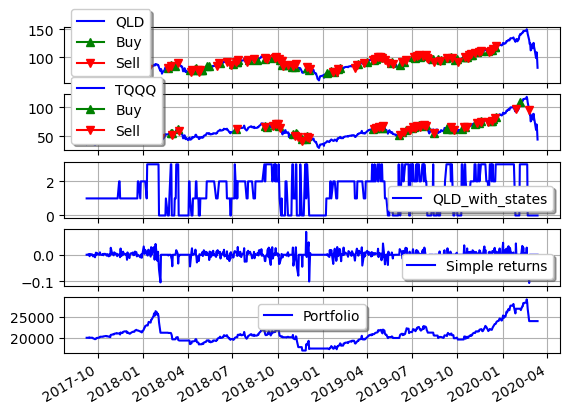 QLD
Buy
Sell
150
100
TQQQ
Buy
Sell
100
50
QLD_with_states
2
0
Simple returns
0.0
−0.1
Portfolio
25000
20000
2017-10
2018-01
2018-04
2018-07
2018-10
2019-01
2019-04
2019-07
2019-10
2020-01
2020-04